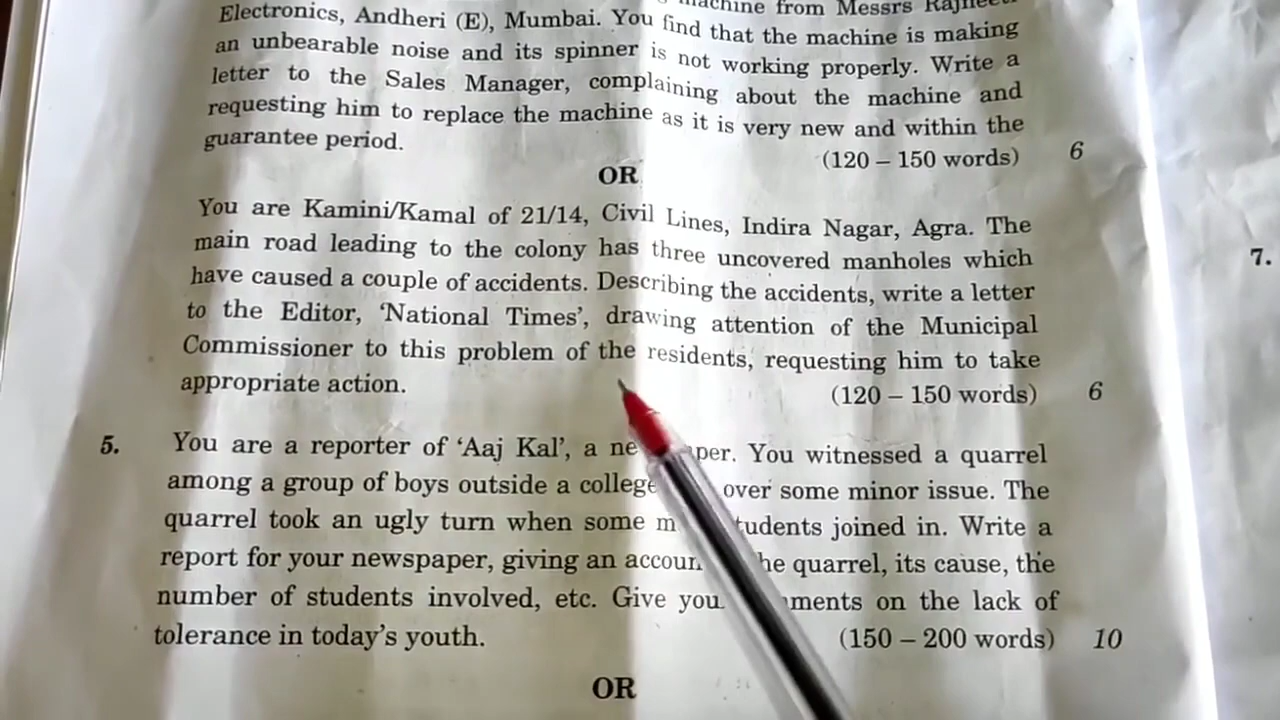 machine from Messrs
Electronics, Andheri (E), Mumbai. You find that the machine is making
an unbearable noise and its spinner is not working properly. Write a
letter to the Sales Manager, complaining about the machine and
requesting him to replace the machine as it is very new and within the
guarantee period.
(120 – 150 words) 6
OR
You are Kamini/Kamal of 21/14, Civil Lines, Indira Nagar, Agra. The
main road leading to the colony has three uncovered manholes which
have caused a couple of accidents. Describing the accidents, write a letter
to the Editor, ‘National Times’, drawing attention of the Municipal
Commissioner to this problem of the residents, requesting him to take
appropriate action. (120 – 150 words) 6
5. You are a reporter of ‘Aaj Kal’, a ne per. You witnessed a quarrel
among a group of boys outside a college over some minor issue. The
quarrel took an ugly turn when some m tudents joined in. Write a
report for your newspaper, giving an accoun he quarrel, its cause, the
number of students involved, etc. Give you mments on the lack of
tolerance in today’s youth. (150 – 200 words) 10
OR
7.